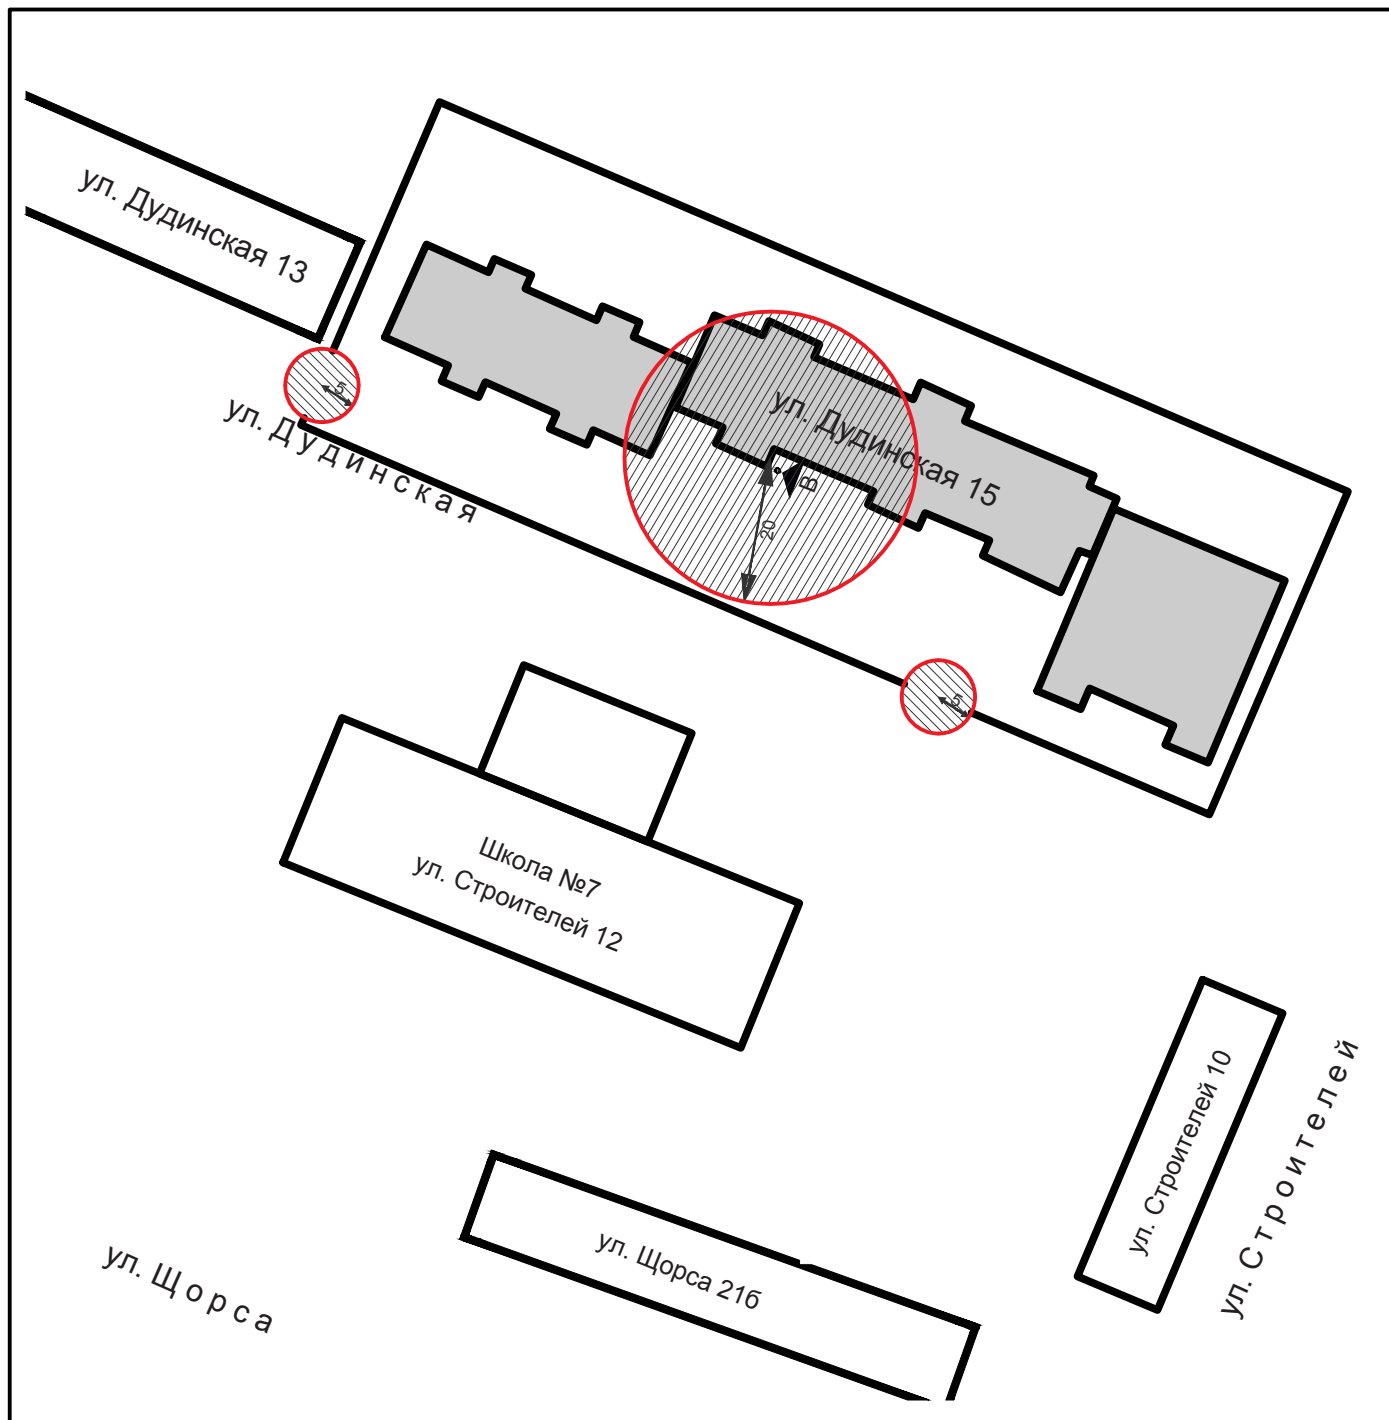 ул. Дудинская 13
5
ул. Дудинская
ул. Дудинская 15
В
20
5
Школа №7
ул. Строителей 12
ул. Строителей 10
ул. Строителей
ул. Щорса 21б
ул. Щорса